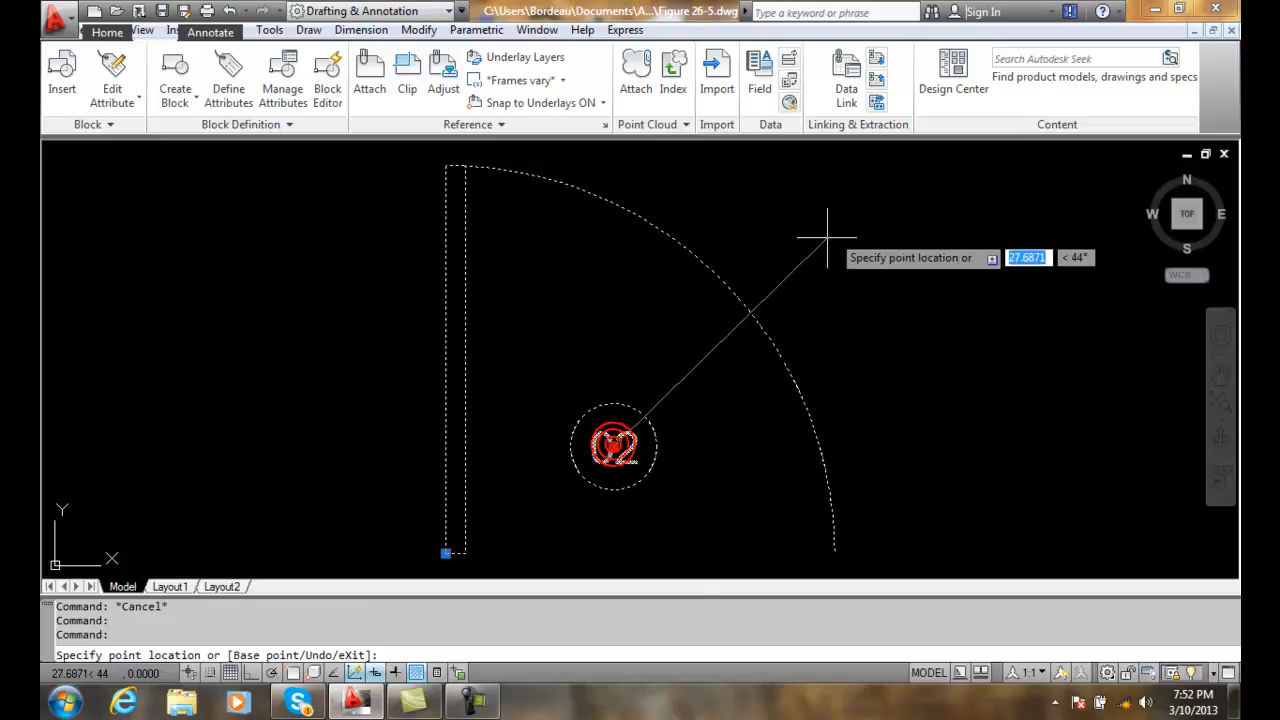 Drafting & Annotation
C:\Users\Bordeau\Documents\A...\Figure 26-5.dwg
Type a keyword or phrase
Sign In
Home
View
Ins
Annotate
Tools
Draw
Dimension
Modify
Parametric
Window
Help
Express
Insert
Edit Attribute
Create Block
Define Attributes
Manage Attributes
Block Editor
Attach
Clip
Adjust
Underlay Layers
*Frames vary*
Snap to Underlays ON
Attach
Index
Import
Field
Data Link
Design Center
Search Autodesk Seek
Find product models, drawings and specs
Block
Block Definition
Reference
Point Cloud
Import
Data
Linking & Extraction
Content
N
W
TOP
E
S
WCS
Specify point location or
27.6871
< 44°
02
Y
X
Model
Layout1
Layout2
Command: *Cancel*
Command:
Command:
Specify point location or [Base point/Undo/eXit]:
27.6871< 44 , 0.0000
MODEL
1:1
7:52 PM
3/10/2013